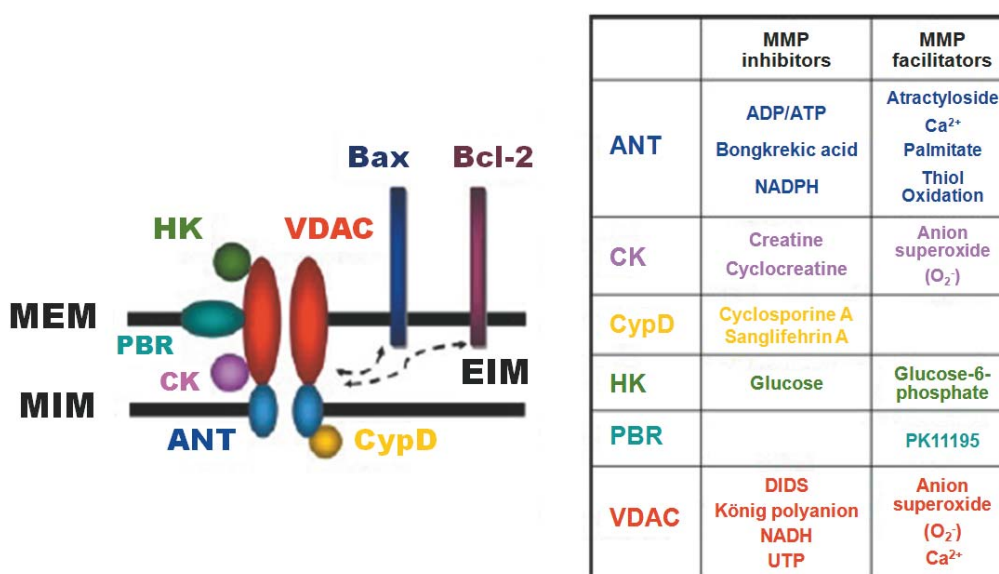 Bax Bcl-2
HK VDAC
MEM
PBR
CK EIM
MIM
ANT CypD
MMP inhibitors
MMP facilitators
ANT
ADP/ATP
Bongkrekic acid
NADPH
Atractyloside
Ca²⁺
Palmitate
Thiol
Oxidation
CK
Creatine
Cyclocreatine
Anion
superoxide
(O₂⁻)
CypD
Cyclosporine A
Sanglifehrin A
HK
Glucose
Glucose-6-
phosphate
PBR
PK11195
VDAC
DIDS
König polyanion
NADH
UTP
Anion
superoxide
(O₂⁻)
Ca²⁺